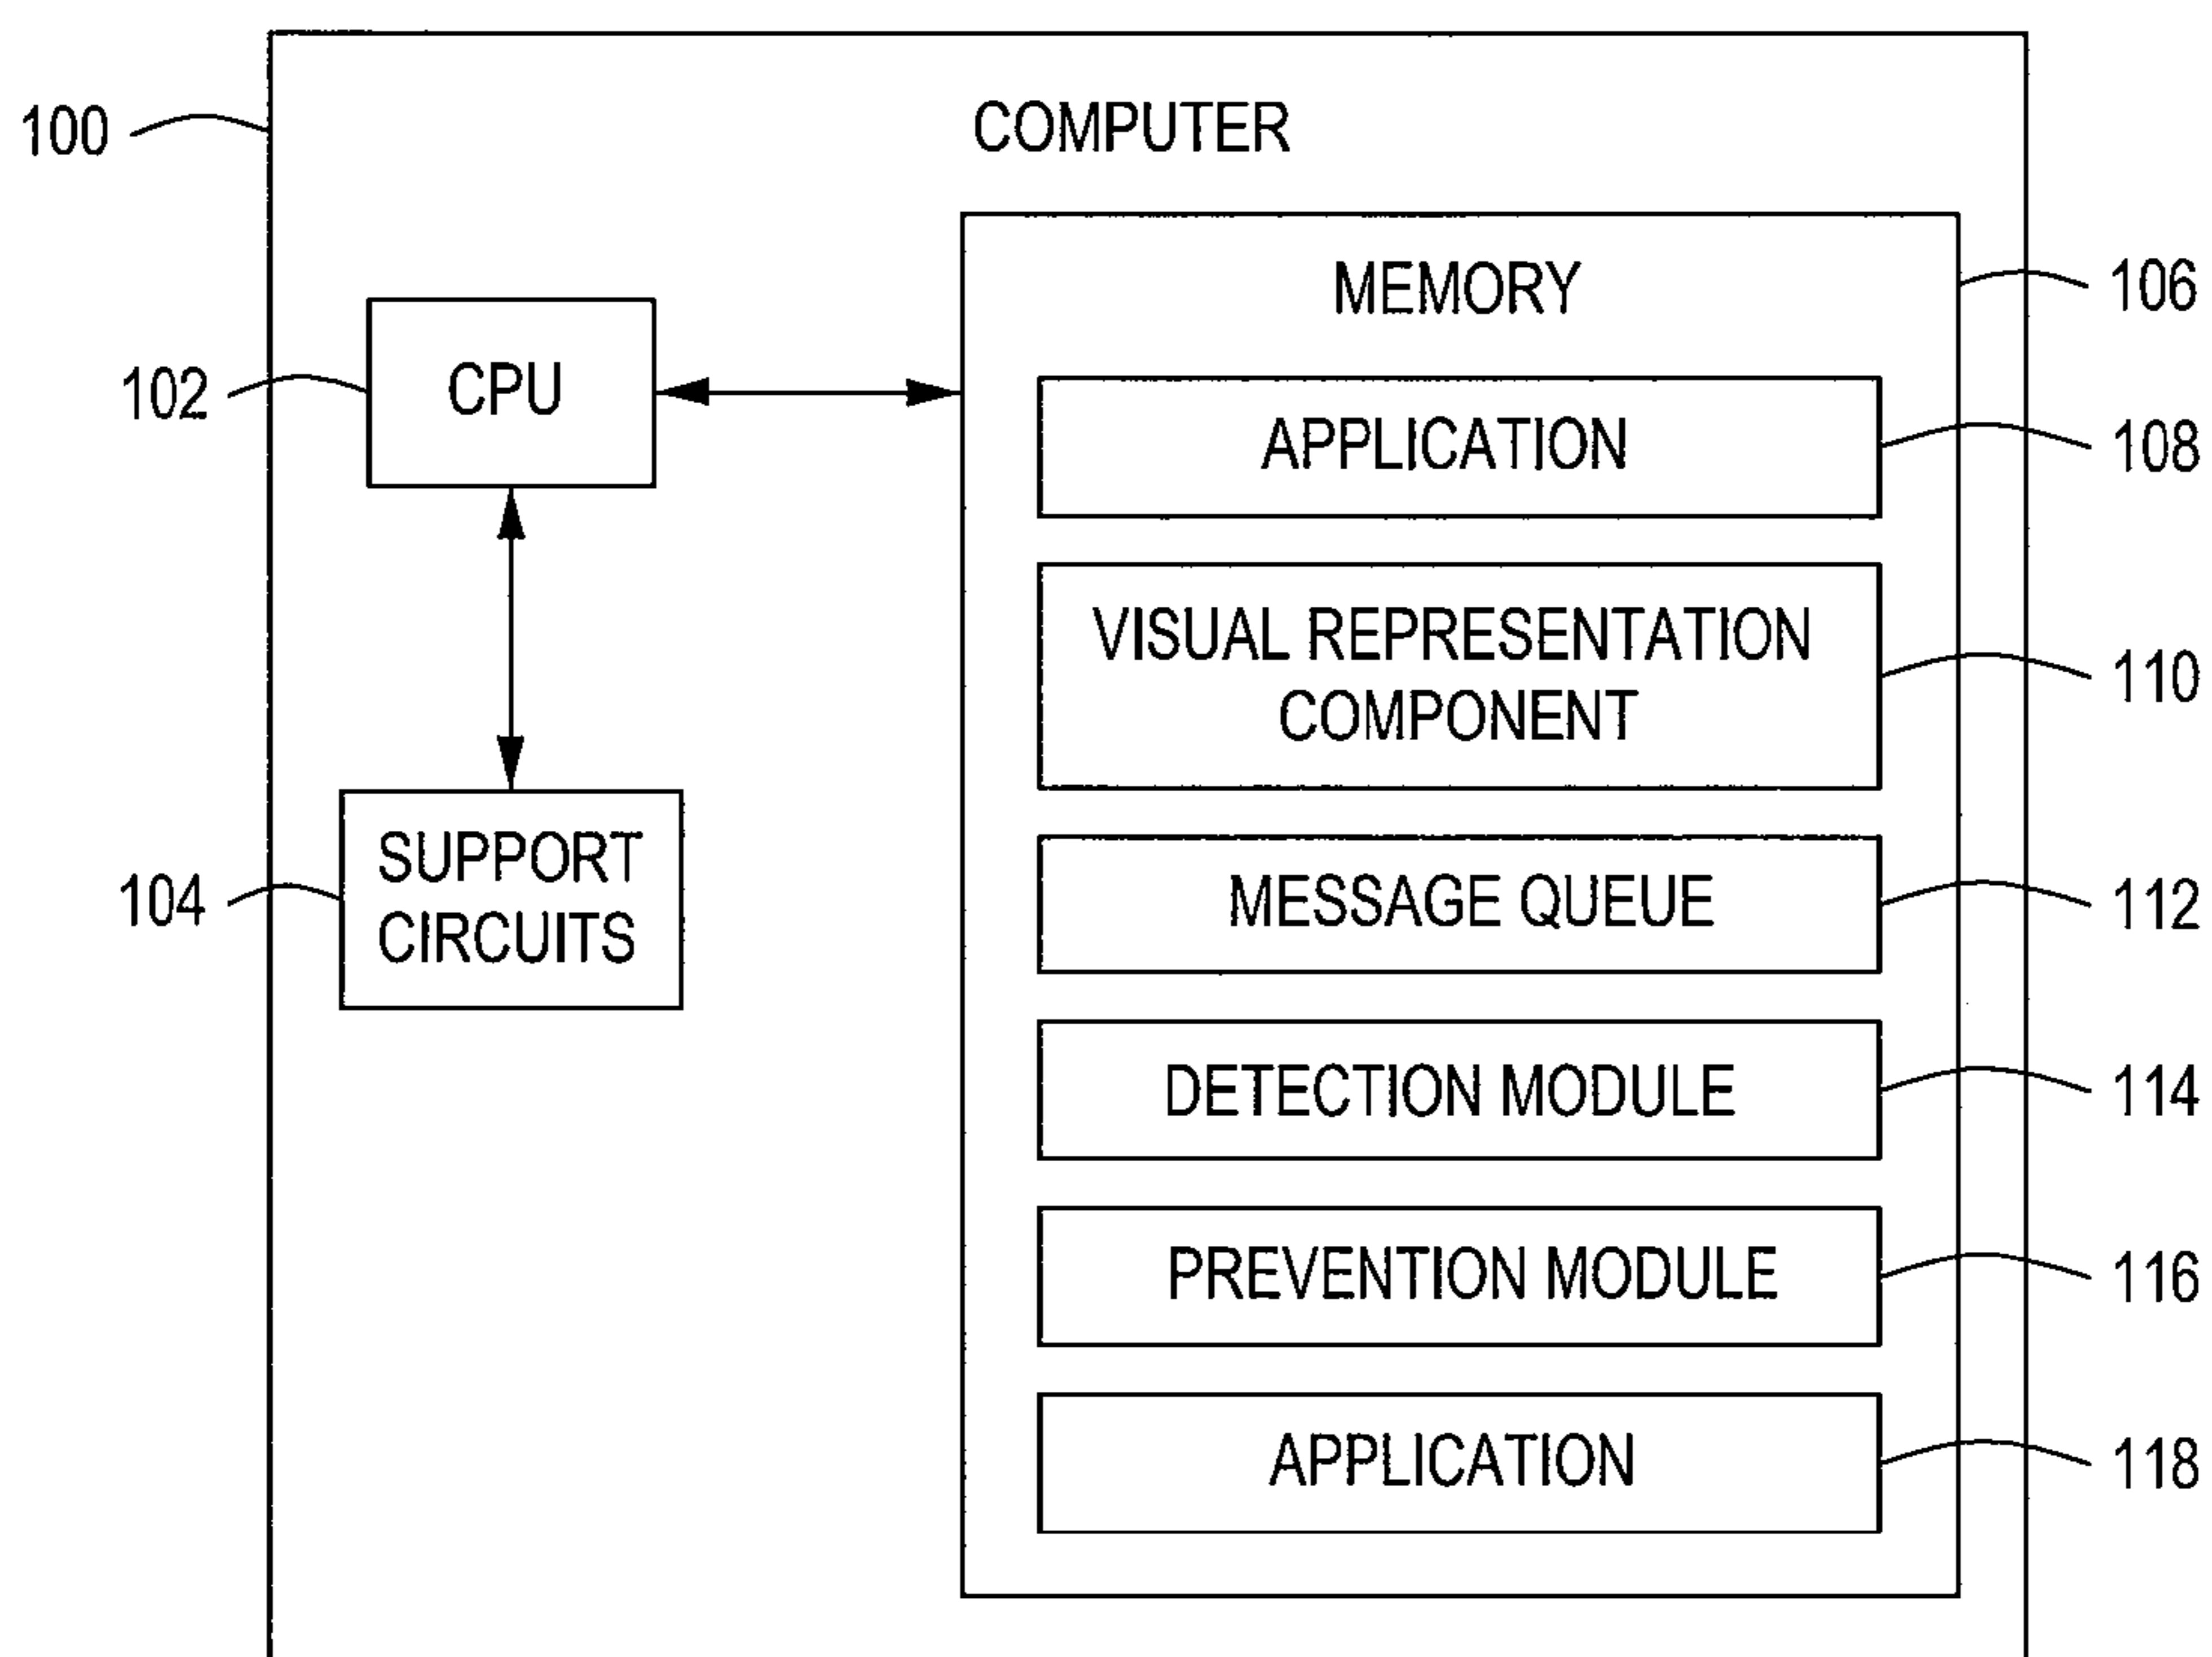 100
COMPUTER
MEMORY
106
102
CPU
APPLICATION
108
VISUAL REPRESENTATION
COMPONENT
110
104
SUPPORT
CIRCUITS
MESSAGE QUEUE
112
DETECTION MODULE
114
PREVENTION MODULE
116
APPLICATION
118